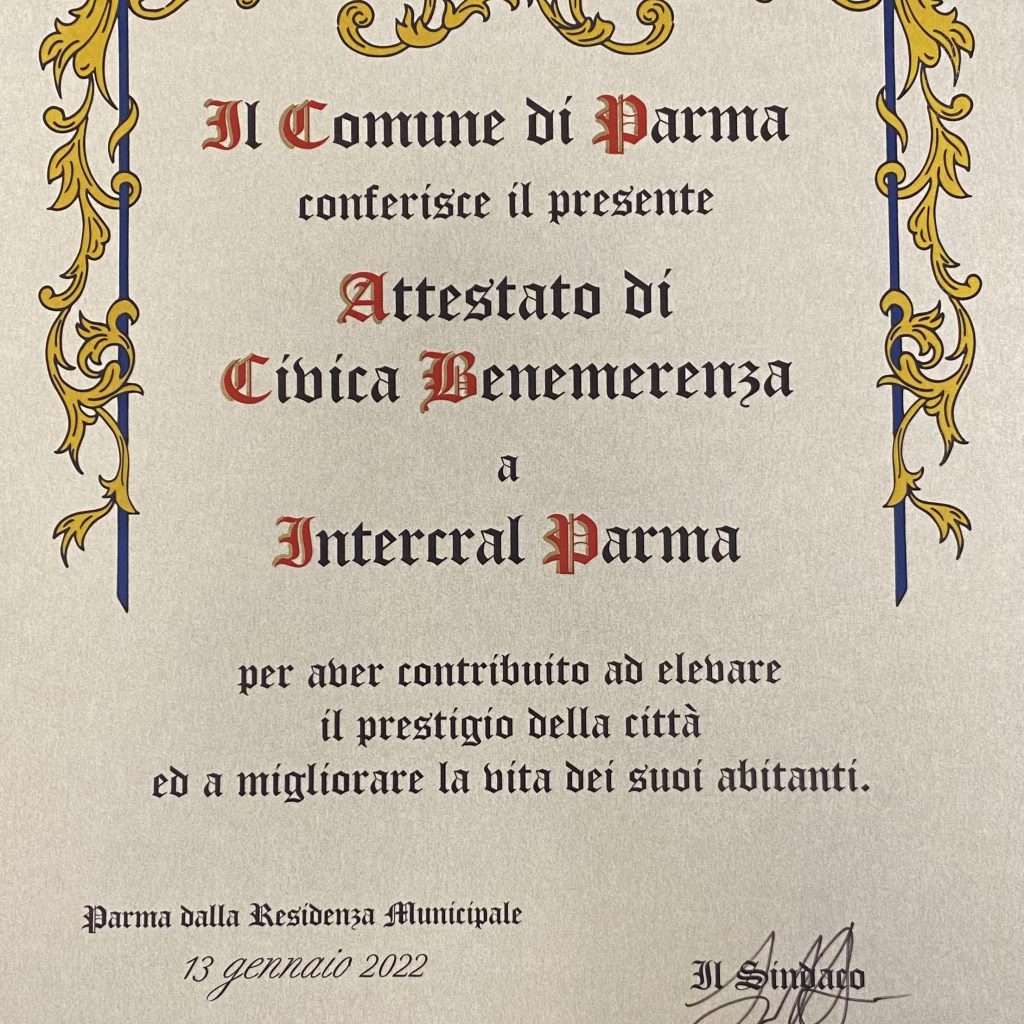 Il Comune di Parma
conferisce il presente
Attestato di
Civica Benemerenza
a
Intercral Parma
per aver contribuito ad elevare
il prestigio della città
ed a migliorare la vita dei suoi abitanti.
Parma dalla Residenza Municipale
13 gennaio 2022
Il Sindaco